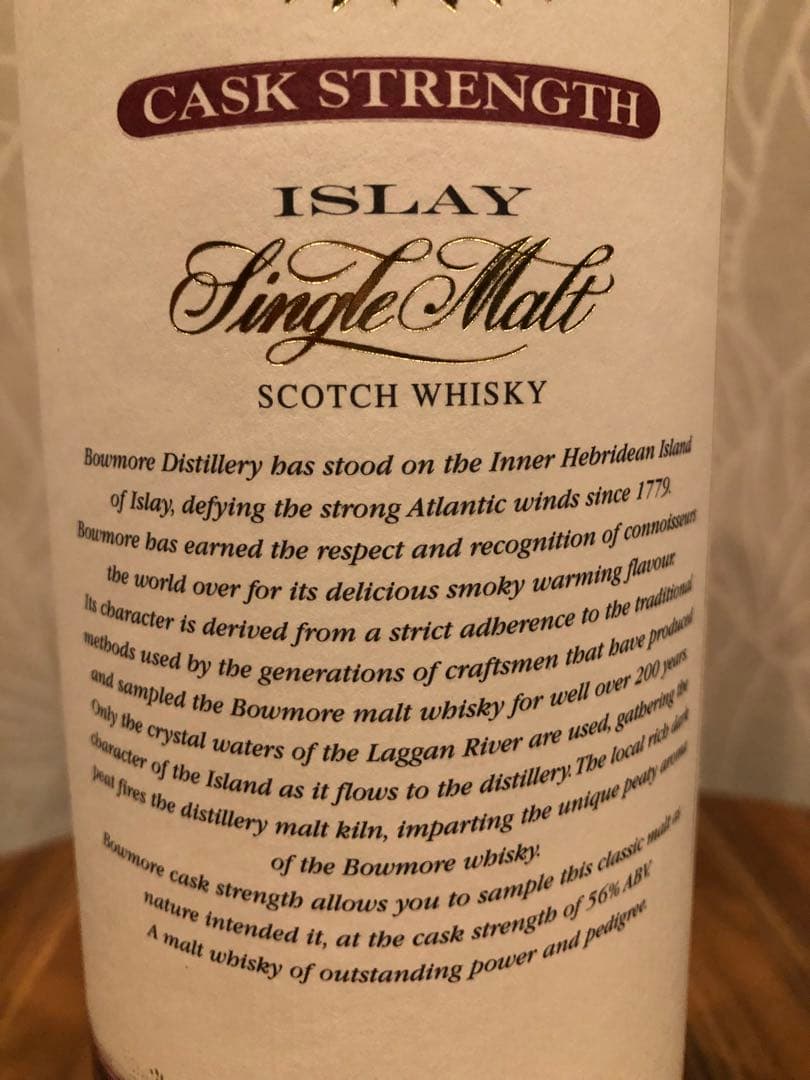 CASK STRENGTH
ISLAY
Single Malt
SCOTCH WHISKY
Bowmore Distillery has stood on the Inner Hebridean Island
of Islay, defying the strong Atlantic winds since 1779.
Bowmore has earned the respect and recognition of connoisseurs
the world over for its delicious smoky warming flavour.
Its character is derived from a strict adherence to the traditional
methods used by the generations of craftsmen that have produced
and sampled the Bowmore malt whisky for well over 200 years.
Only the crystal waters of the Laggan River are used, gathering the
character of the Island as it flows to the distillery. The local rich dark
peat fires the distillery malt kiln, imparting the unique peaty aroma
of the Bowmore whisky.
Bowmore cask strength allows you to sample this classic malt as
nature intended it, at the cask strength of 56% ABV.
A malt whisky of outstanding power and pedigree.